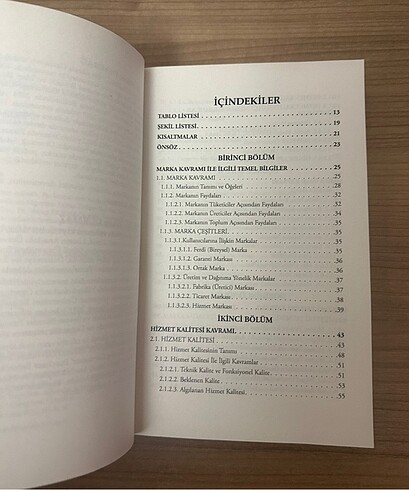 İÇİNDEKİLER
TABLO LİSTESİ 13
ŞEKİL LİSTESİ 19
KISALTMALAR 21
ÖNSÖZ 23
BİRİNCİ BÖLÜM
MARKA KAVRAMI İLE İLGİLİ TEMEL BİLGİLER 25
1.1. MARKA KAVRAMI .25
1.1.1. Markanın Tanımı ve Öğeleri .28
1.1.2. Markanın Faydaları .32
1.1.2.1. Markanın Tüketiciler Açısından Faydaları .32
1.1.2.2. Markanın Üreticiler Açısından Faydaları .34
1.1.2.3. Markanın Toplum Açısından Faydaları .35
1.1.3. MARKA ÇEŞİTLERİ .35
1.1.3.1 Kullanıcılarına İlişkin Markalar .35
1.1.3.1.1. Ferdi (Bireysel) Marka .35
1.1.3.1.2. Garanti Markası .36
1.1.3.1.3. Ortak Marka .36
1.1.3.2. Üretim ve Dağıtıma Yönelik Markalar .37
1.1.3.2.1. Fabrika (Üretici) Markası .37
1.1.3.2.2. Ticaret Markası .38
1.1.3.2.3. Hizmet Markası .39
İKİNCİ BÖLÜM
HİZMET KALİTESİ KAVRAMI 43
2.1. HİZMET KALİTESİ .43
2.1.1. Hizmet Kalitesinin Tanımı .48
2.1.2. Hizmet Kalitesi İle İlgili Kavramlar .50
2.1.2.1. Teknik Kalite ve Fonksiyonel Kalite .51
2.1.2.2. Beklenen Kalite .53
2.1.2.3. Algılanan Hizmet Kalitesi .55